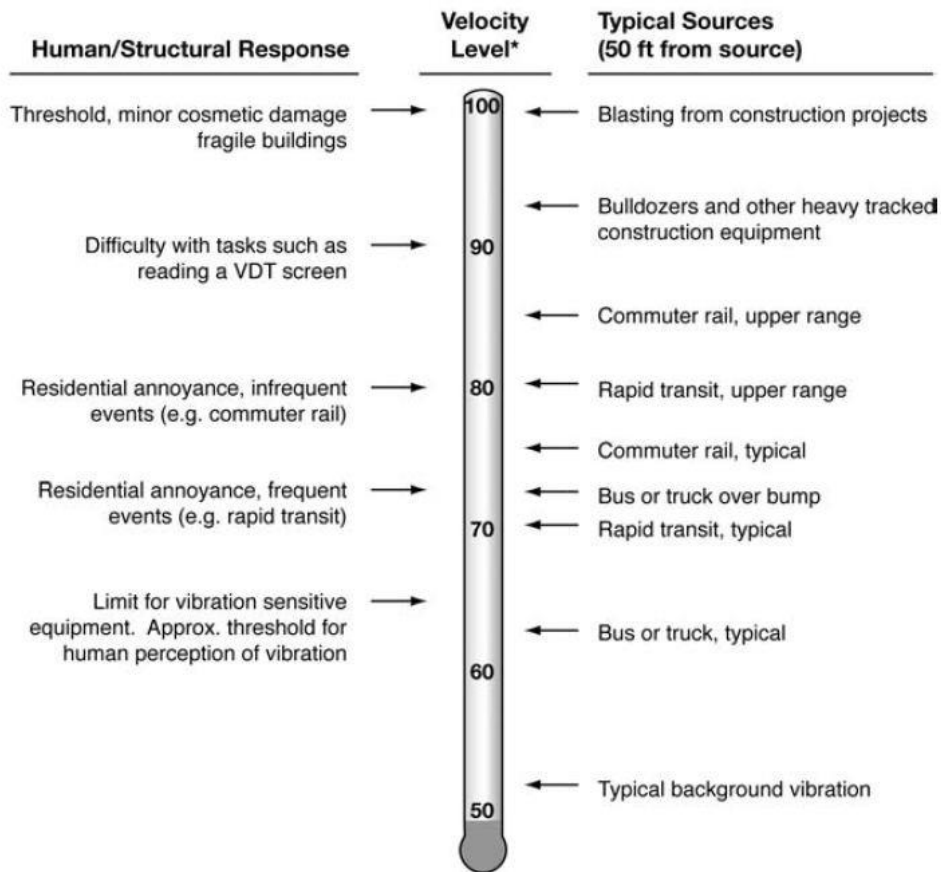 Human/Structural Response
Velocity
Level*
Typical Sources
(50 ft from source)
Threshold, minor cosmetic damage
fragile buildings
100
Blasting from construction projects
Bulldozers and other heavy tracked
construction equipment
Difficulty with tasks such as
reading a VDT screen
90
Commuter rail, upper range
Residential annoyance, infrequent
events (e.g. commuter rail)
80
Rapid transit, upper range
Commuter rail, typical
Residential annoyance, frequent
events (e.g. rapid transit)
Bus or truck over bump
70
Rapid transit, typical
Limit for vibration sensitive
equipment. Approx. threshold for
human perception of vibration
Bus or truck, typical
60
Typical background vibration
50